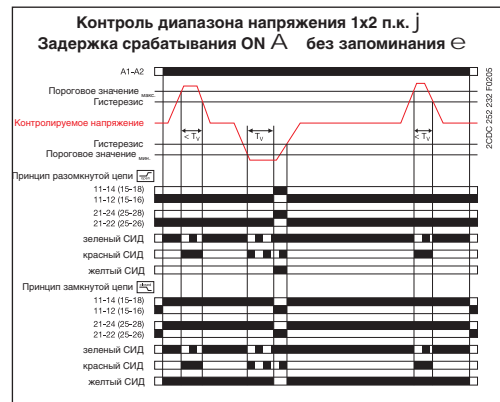 Контроль диапазона напряжения 1x2 п.к. j
Задержка срабатывания ON A без запоминания e
A1-A2
Пороговое значение макс.
Гистерезис
Контролируемое напряжение
< Tv
Tv
< Tv
Гистерезис
Пороговое значение мин.
Принцип разомкнутой цепи open
11-14 (15-18)
11-12 (15-16)
21-24 (25-28)
21-22 (25-26)
зеленый СИД
красный СИД
желтый СИД
Принцип замкнутой цепи closed
11-14 (15-18)
11-12 (15-16)
21-24 (25-28)
21-22 (25-26)
зеленый СИД
красный СИД
желтый СИД
2CDC 252 232 F0205